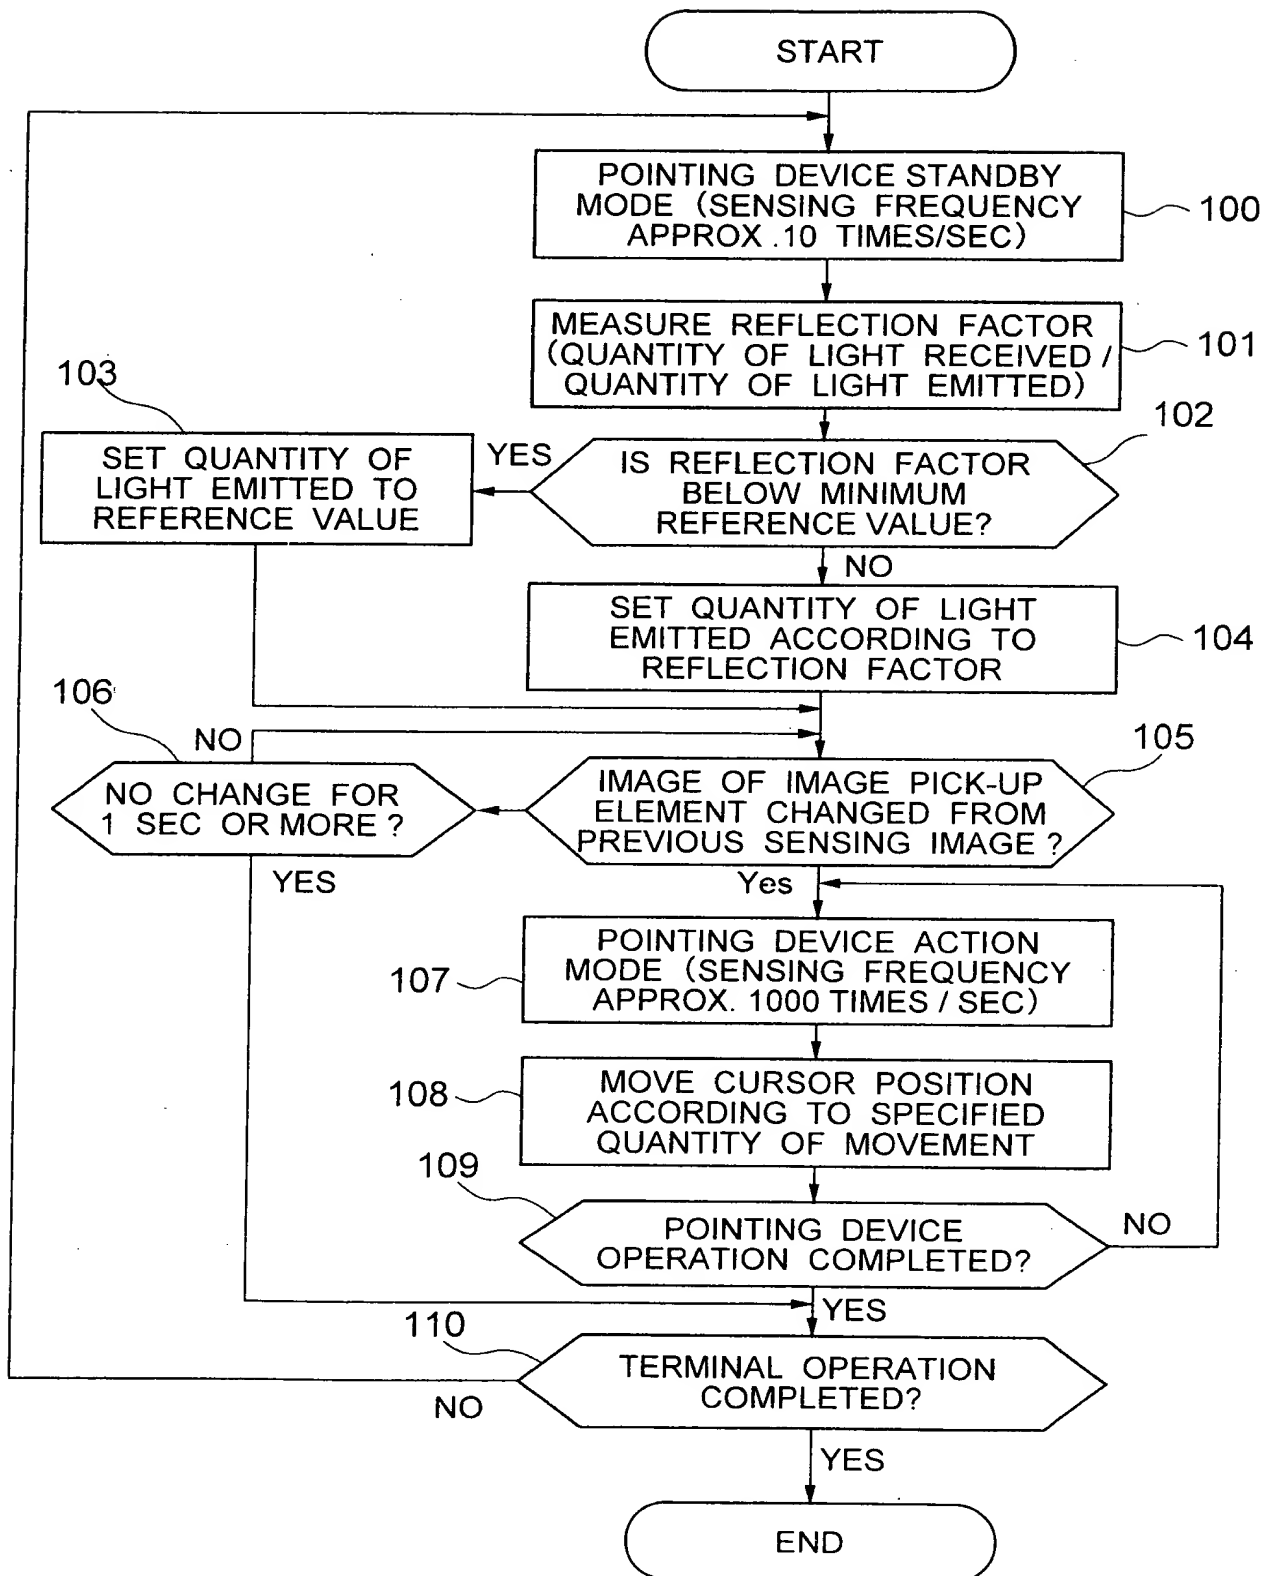 START
POINTING DEVICE STANDBY
MODE (SENSING FREQUENCY
APPROX .10 TIMES/SEC)
100
MEASURE REFLECTION FACTOR
(QUANTITY OF LIGHT RECEIVED /
QUANTITY OF LIGHT EMITTED)
101
102
IS REFLECTION FACTOR
BELOW MINIMUM
REFERENCE VALUE?
YES
103
SET QUANTITY OF
LIGHT EMITTED TO
REFERENCE VALUE
NO
SET QUANTITY OF LIGHT
EMITTED ACCORDING TO
REFLECTION FACTOR
104
105
IMAGE OF IMAGE PICK-UP
ELEMENT CHANGED FROM
PREVIOUS SENSING IMAGE ?
106
NO
NO CHANGE FOR
1 SEC OR MORE ?
YES
Yes
POINTING DEVICE ACTION
MODE (SENSING FREQUENCY
APPROX. 1000 TIMES / SEC)
107
MOVE CURSOR POSITION
ACCORDING TO SPECIFIED
QUANTITY OF MOVEMENT
108
109
POINTING DEVICE
OPERATION COMPLETED?
NO
YES
110
TERMINAL OPERATION
COMPLETED?
NO
YES
END